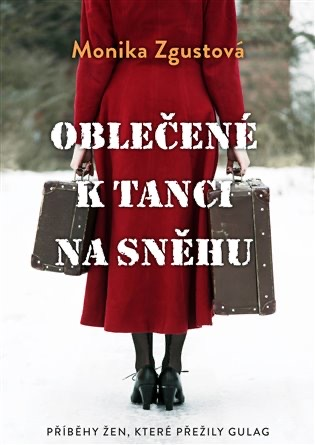 Monika Zgustová
OBLEČENÉ
K TANCI
NA SNĚHU
PŘÍBĚHY ŽEN, KTERÉ PŘEŽILY GULAG